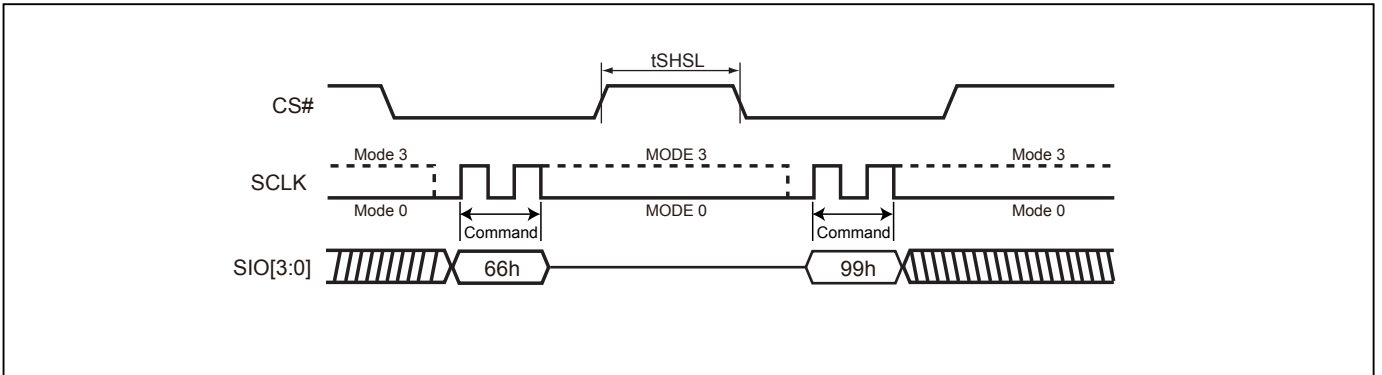 tSHSL
CS#
Mode 3 MODE 3 Mode 3
SCLK
Mode 0 MODE 0 Mode 0
Command Command
SIO[3:0] 66h 99h